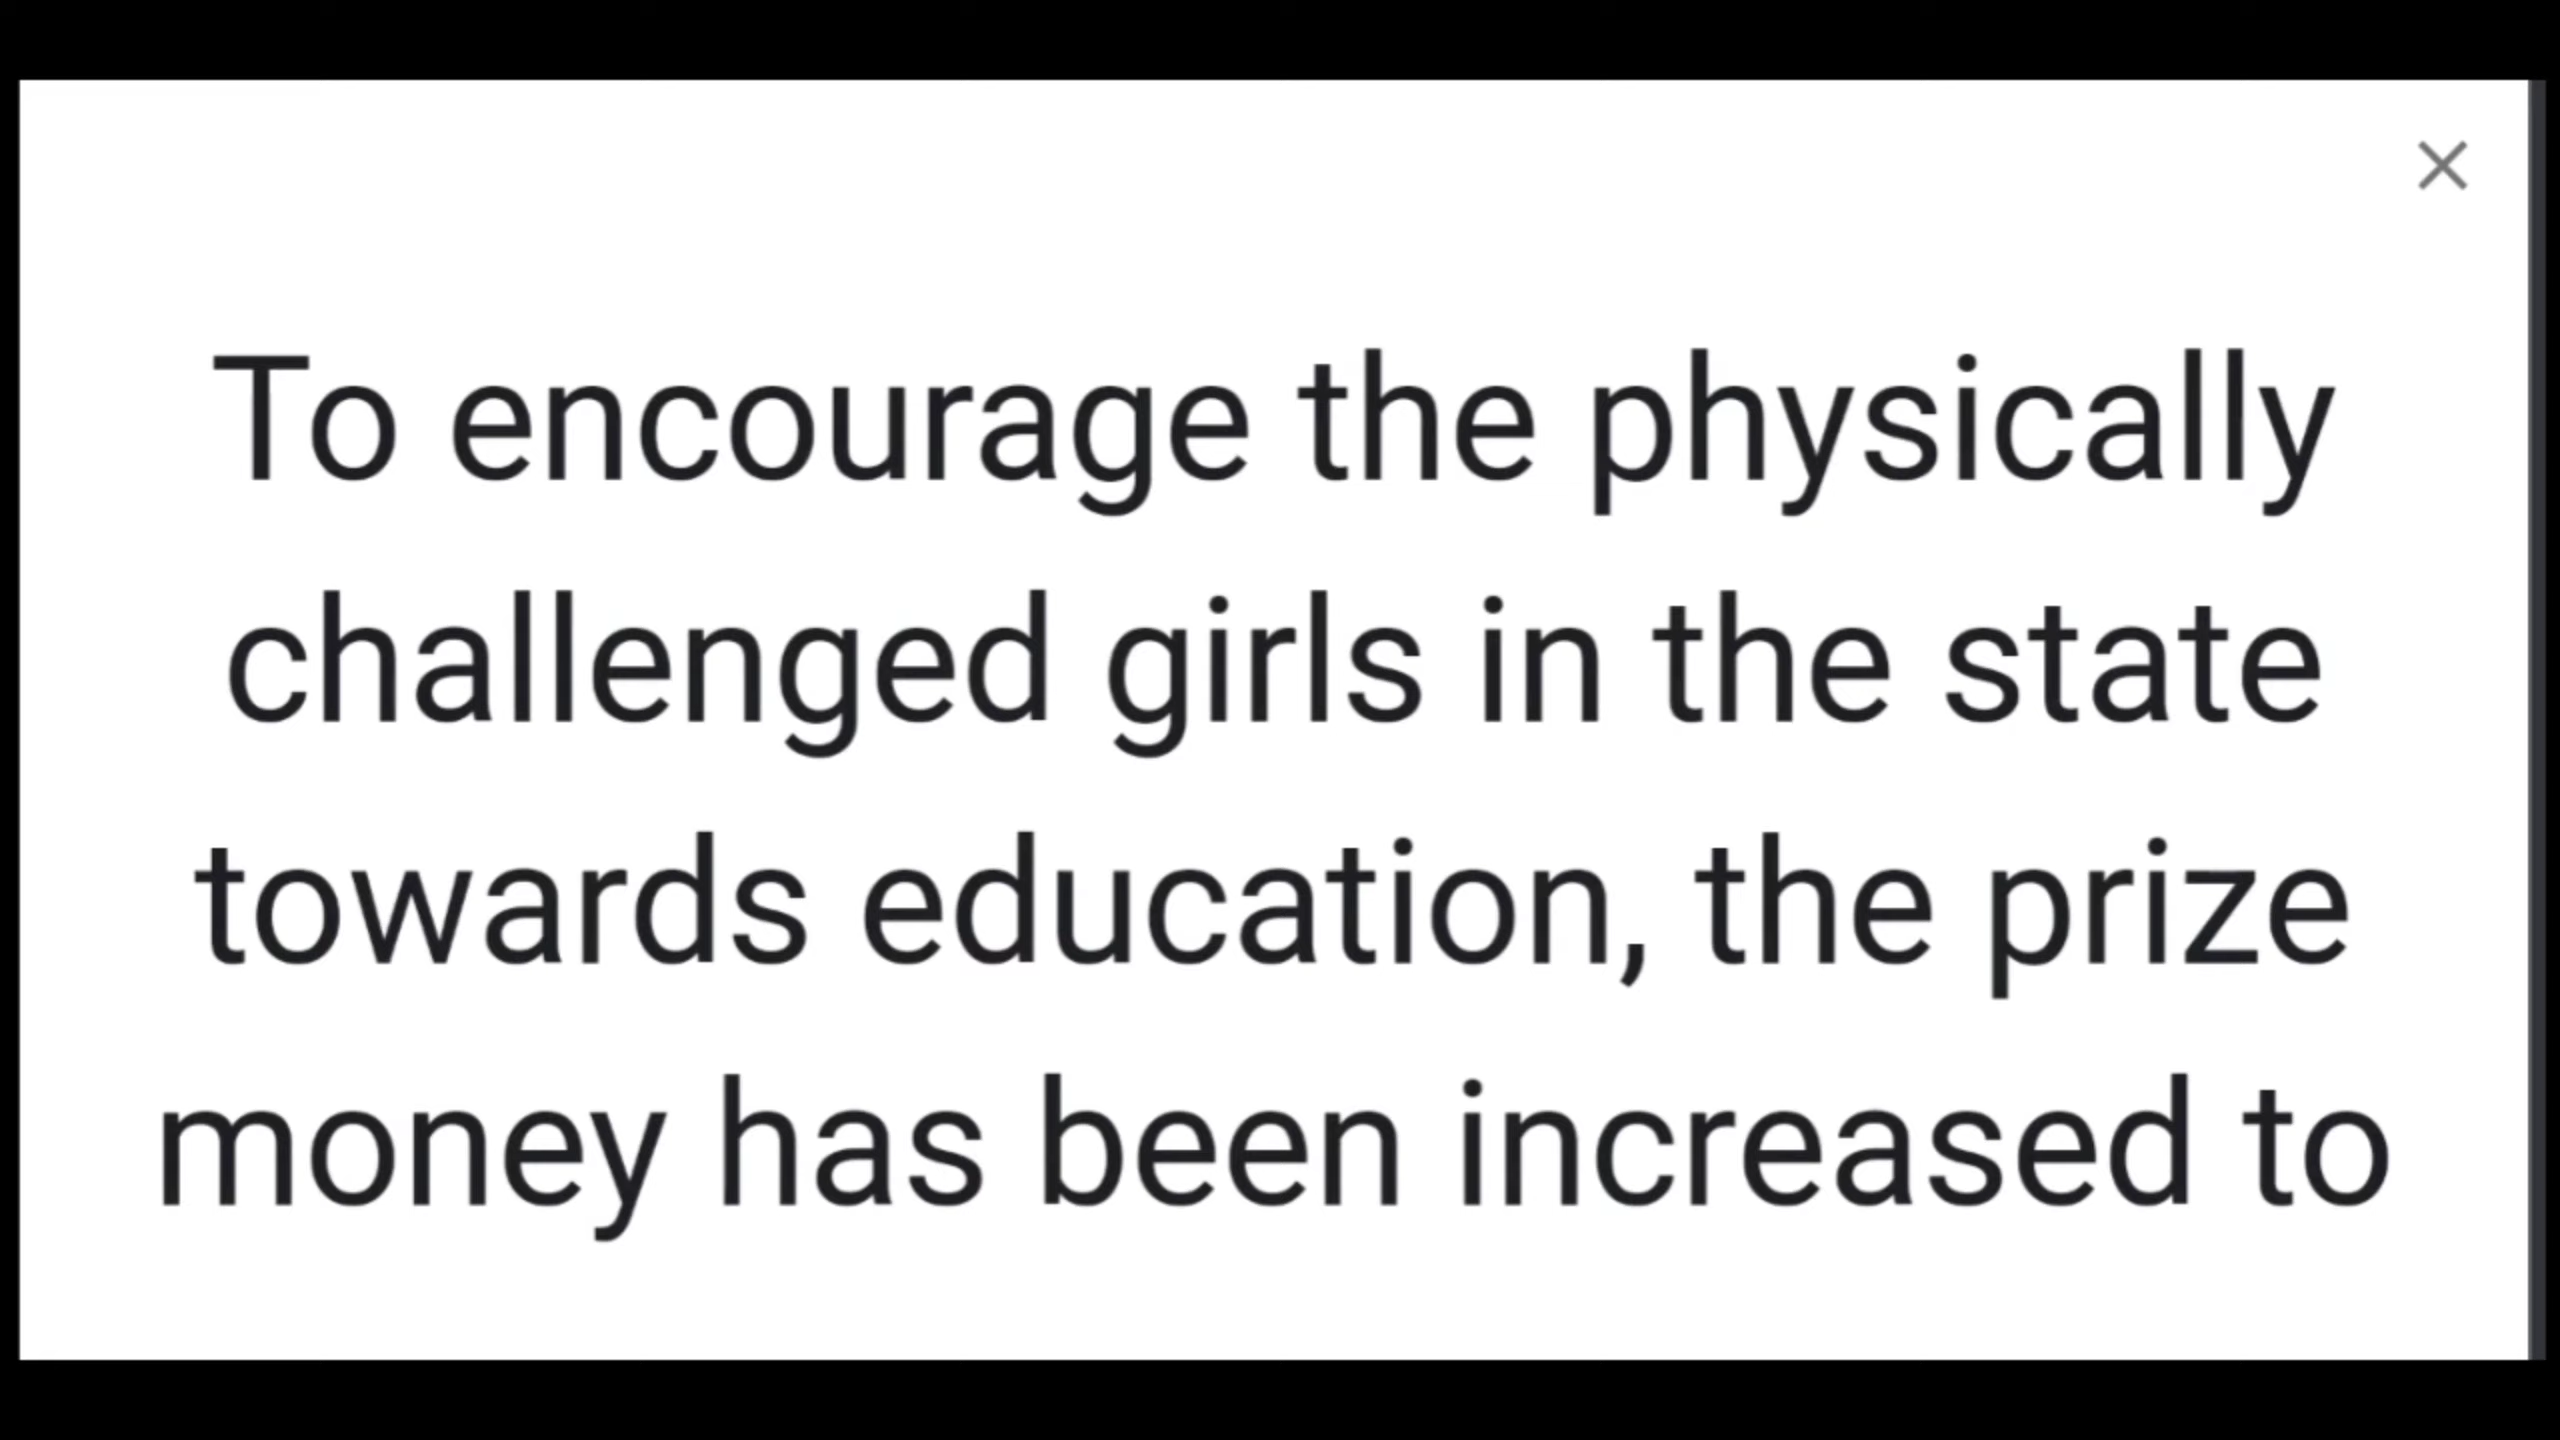 To encourage the physically
challenged girls in the state
towards education, the prize
money has been increased to